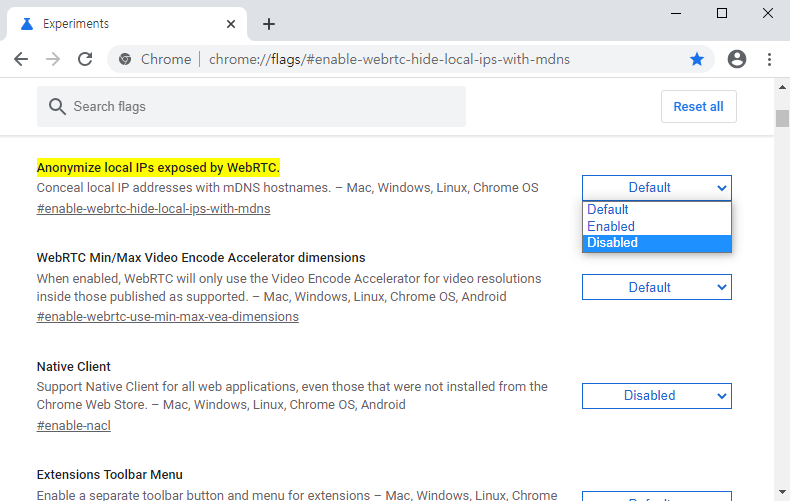 Experiments
Chrome | chrome://flags/#enable-webrtc-hide-local-ips-with-mdns
Search flags
Reset all
Anonymize local IPs exposed by WebRTC.
Conceal local IP addresses with mDNS hostnames. – Mac, Windows, Linux, Chrome OS
#enable-webrtc-hide-local-ips-with-mdns
Default
Default
Enabled
Disabled
WebRTC Min/Max Video Encode Accelerator dimensions
When enabled, WebRTC will only use the Video Encode Accelerator for video resolutions
inside those published as supported. – Mac, Windows, Linux, Chrome OS, Android
#enable-webrtc-use-min-max-vea-dimensions
Default
Native Client
Support Native Client for all web applications, even those that were not installed from the
Chrome Web Store. – Mac, Windows, Linux, Chrome OS, Android
#enable-nacl
Disabled
Extensions Toolbar Menu
Enable a separate toolbar button and menu for extensions – Mac, Windows, Linux, Chrome